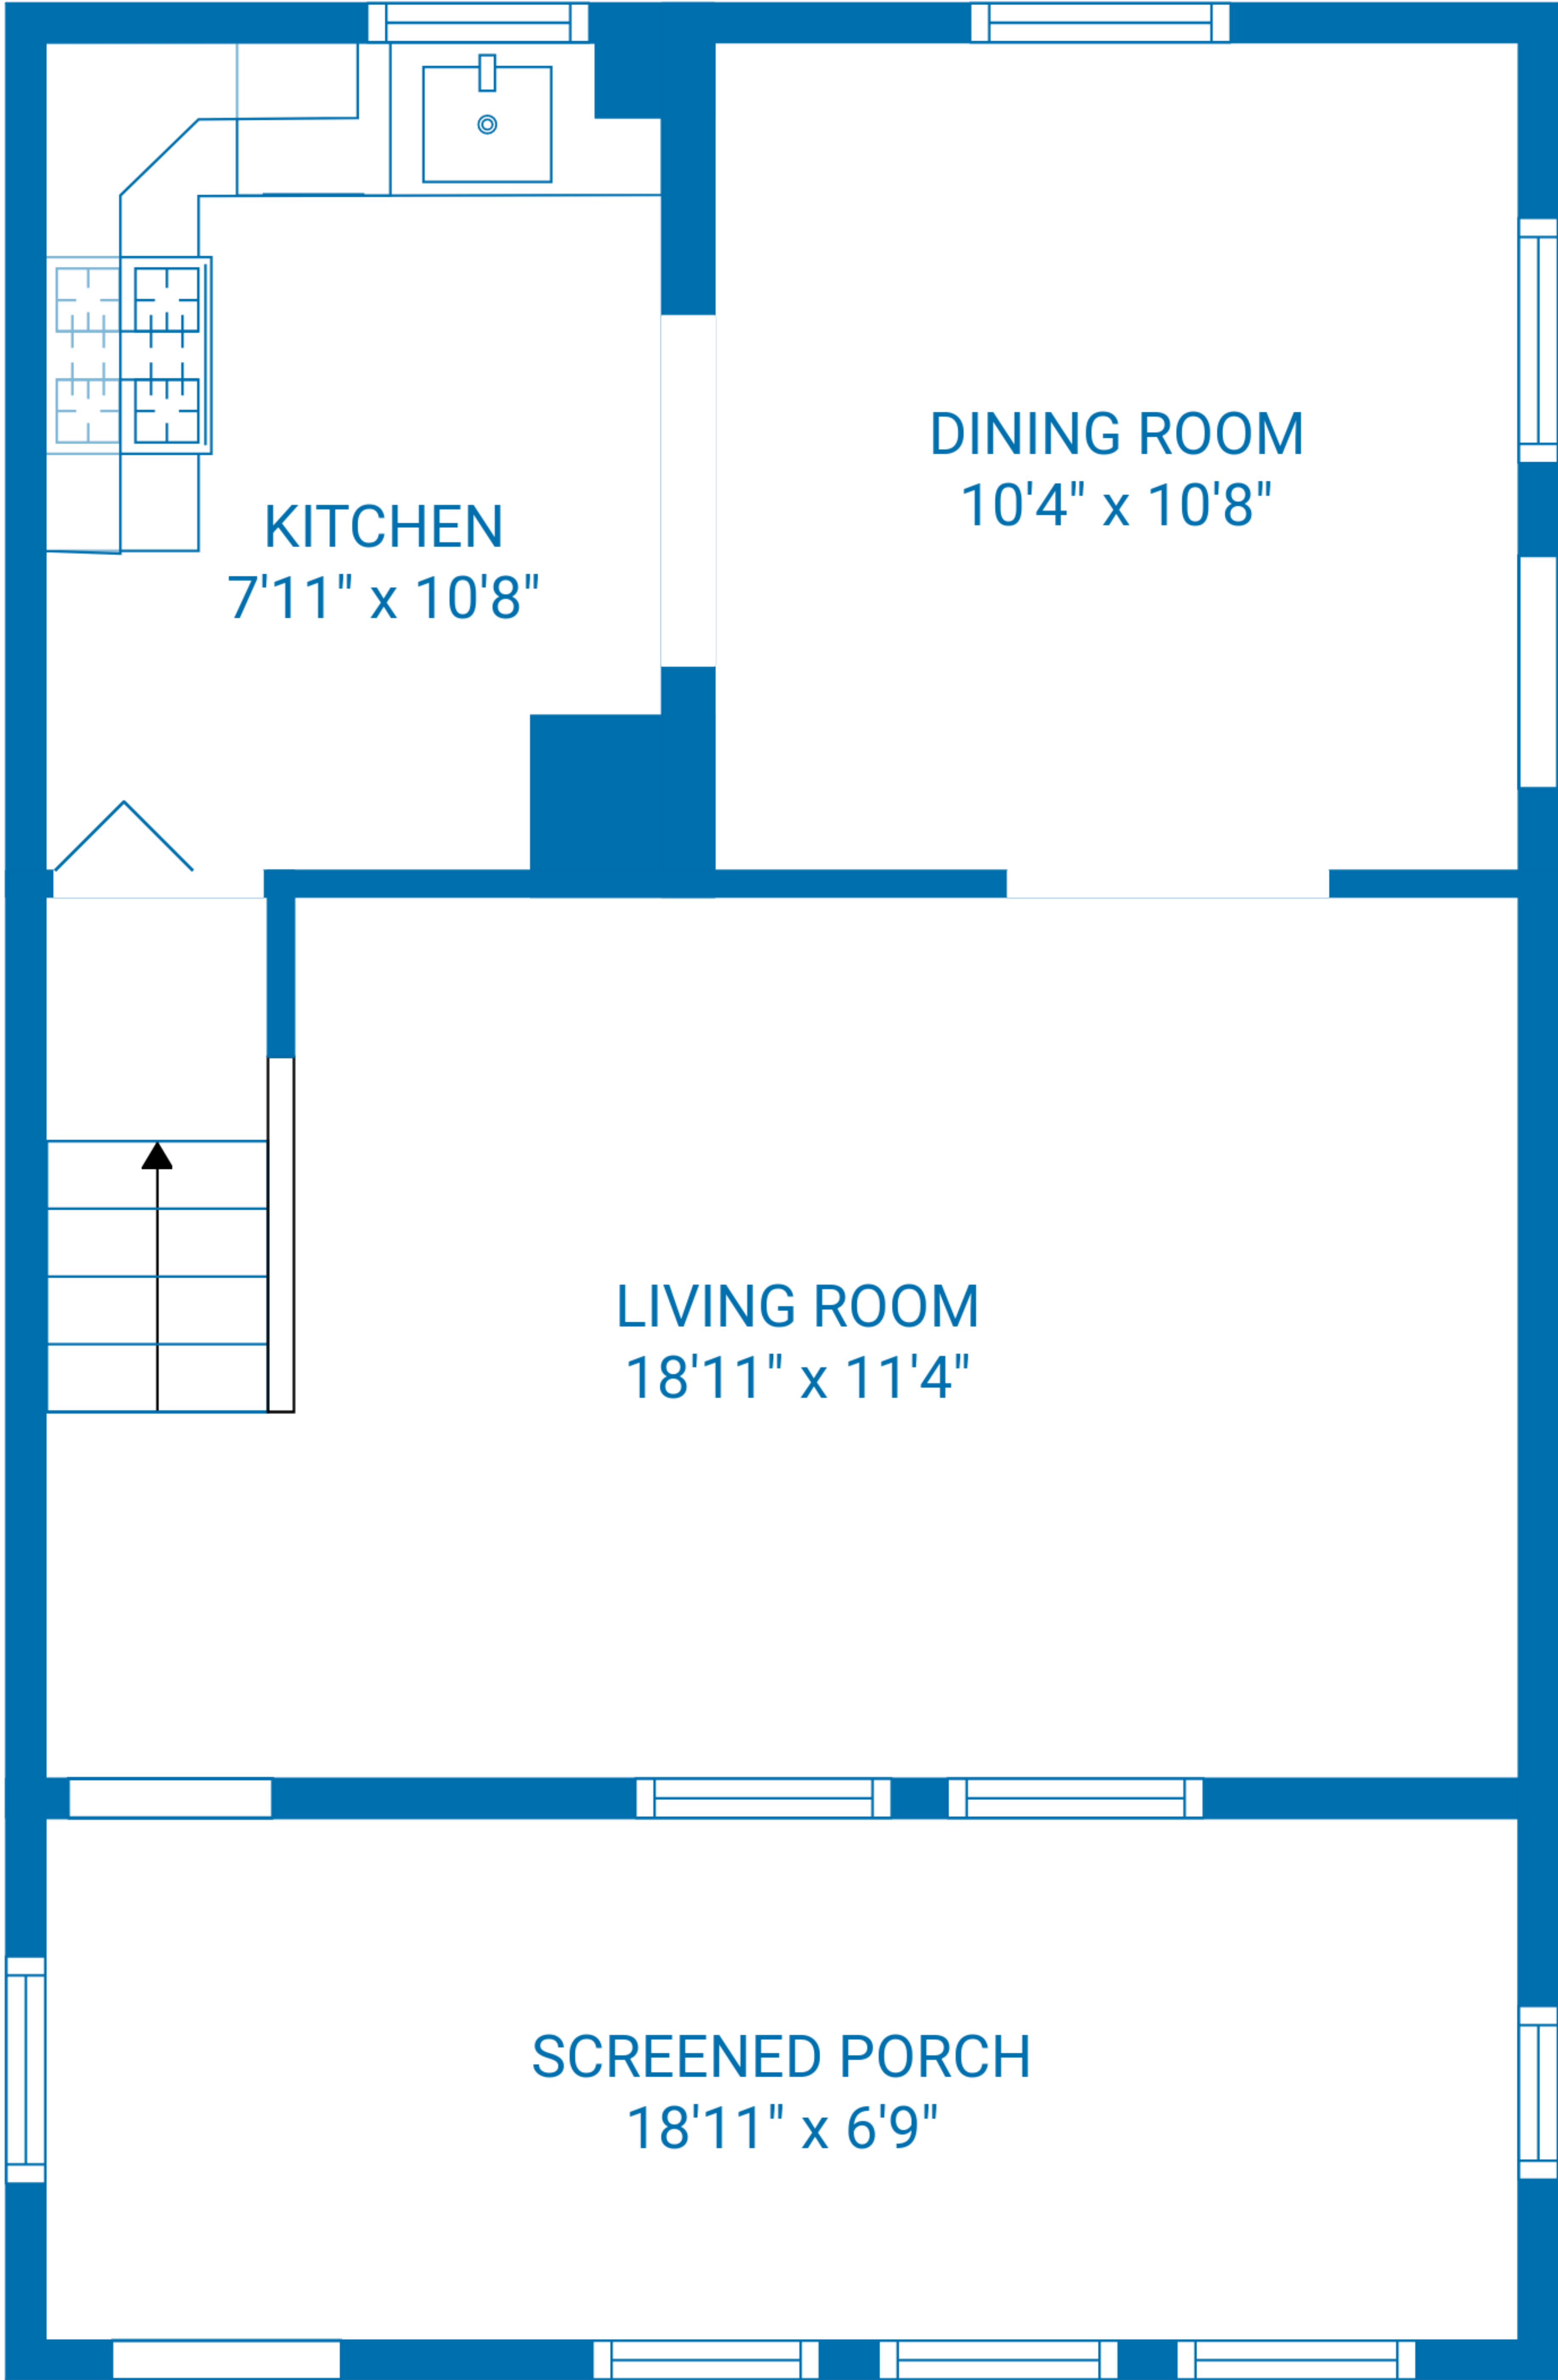 DINING ROOM
10'4" x 10'8"
KITCHEN
7'11" x 10'8"
LIVING ROOM
18'11" x 11'4"
SCREENED PORCH
18'11" x 6'9"